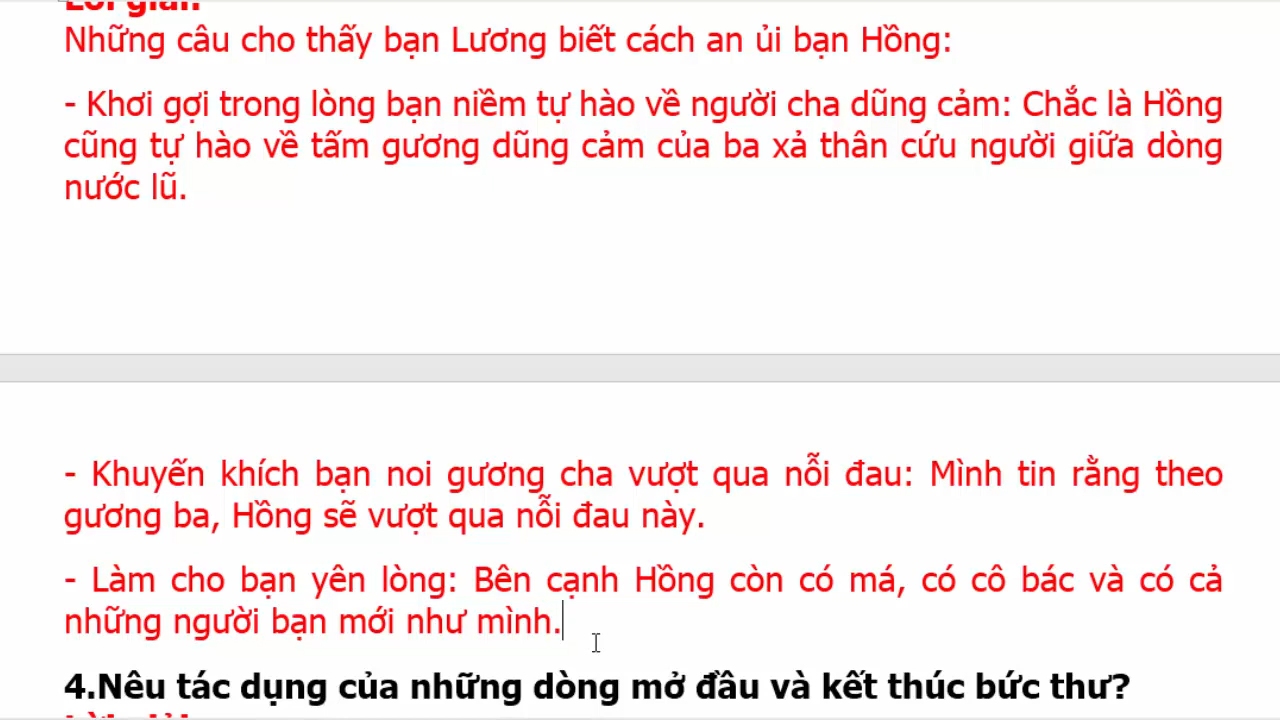 Lời giải:
Những câu cho thấy bạn Lương biết cách an ủi bạn Hồng:
- Khơi gợi trong lòng bạn niềm tự hào về người cha dũng cảm: Chắc là Hồng
cũng tự hào về tấm gương dũng cảm của ba xả thân cứu người giữa dòng
nước lũ.
- Khuyến khích bạn noi gương cha vượt qua nỗi đau: Mình tin rằng theo
gương ba, Hồng sẽ vượt qua nỗi đau này.
- Làm cho bạn yên lòng: Bên cạnh Hồng còn có má, có cô bác và có cả
những người bạn mới như mình.
4.Nêu tác dụng của những dòng mở đầu và kết thúc bức thư?
Lời giải